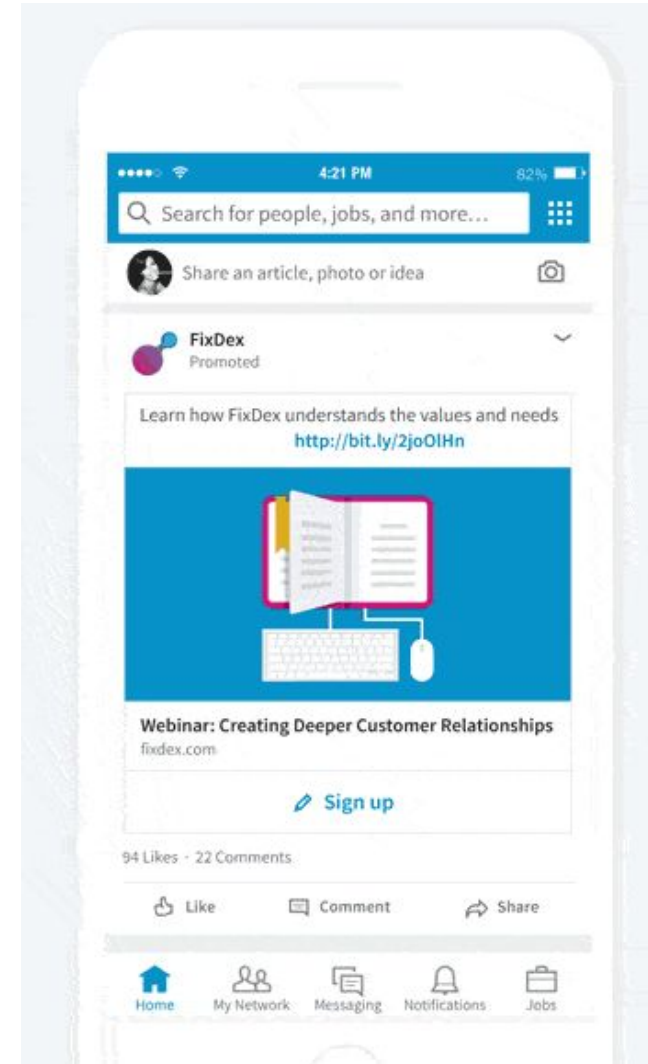 4:21 PM 82%
Search for people, jobs, and more...
Share an article, photo or idea
FixDex
Promoted
Learn how FixDex understands the values and needs
http://bit.ly/2joOlHn
Webinar: Creating Deeper Customer Relationships
fixdex.com
Sign up
94 Likes · 22 Comments
Like Comment Share
Home My Network Messaging Notifications Jobs